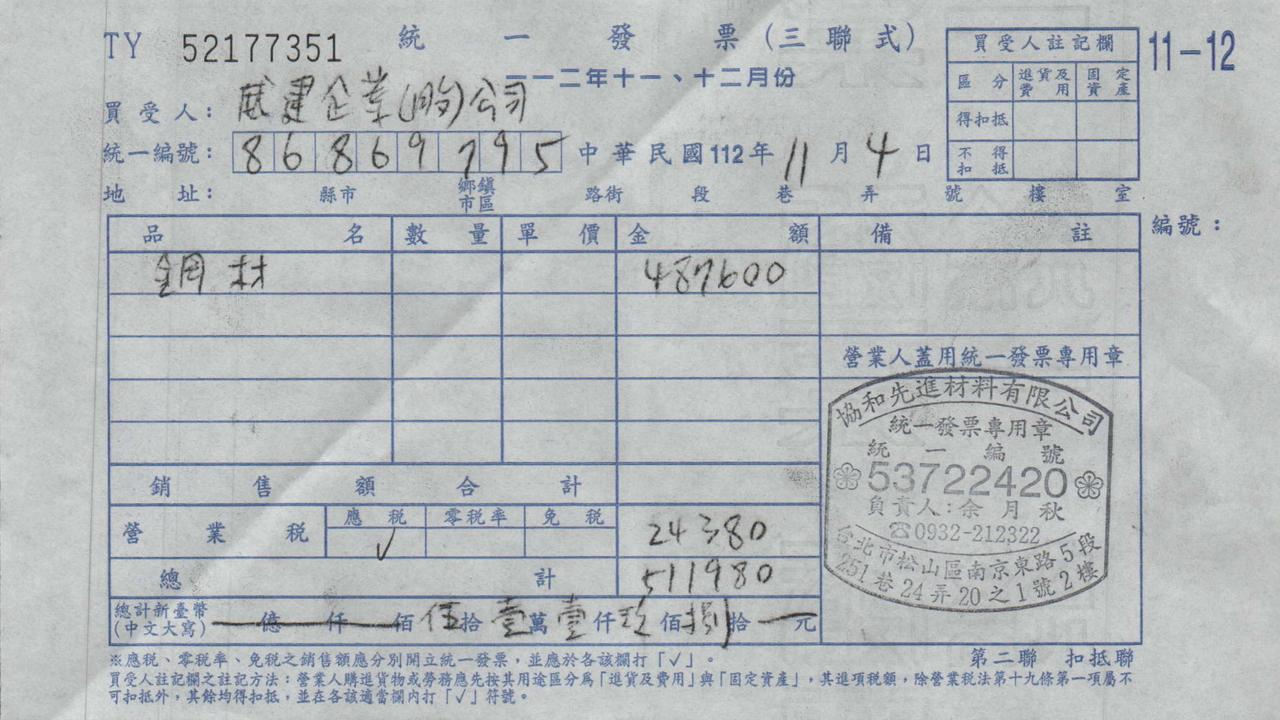 TY 52177351 統一發票(三聯式)
一一二年十一、十二月份
11-12
買受人註記欄
區分 進貨及費用 固定資產
得扣抵
不得扣抵
買受人：威建企業(股)公司
統一編號：86869795 中華民國112年11月4日
地址： 縣市 鄉鎮市區 路街 段 巷 弄 號 樓 室
品名 數量 單價 金額 備註 編號：
鋼材 487600
營業人蓋用統一發票專用章
協和先進材料有限公司
統一發票專用章
統一編號
53722420
負責人：余月秋
☎0932-212322
台北市松山區南京東路5段
251巷24弄20之1號2樓
銷售額合計
營業稅 應稅 零稅率 免稅 24380
✓
總計 511980
總計新臺幣(中文大寫) 億 仟 佰 伍拾壹萬壹仟玖佰捌拾 元
※應稅、零稅率、免稅之銷售額應分別開立統一發票，並應於各該欄打「✓」。 第二聯 扣抵聯
買受人註記欄之註記方法：營業人購進貨物或勞務應先按其用途區分為「進貨及費用」與「固定資產」，其進項稅額，除營業稅法第十九條第一項屬不
可扣抵外，其餘均得扣抵，並在各該適當欄內打「✓」符號。